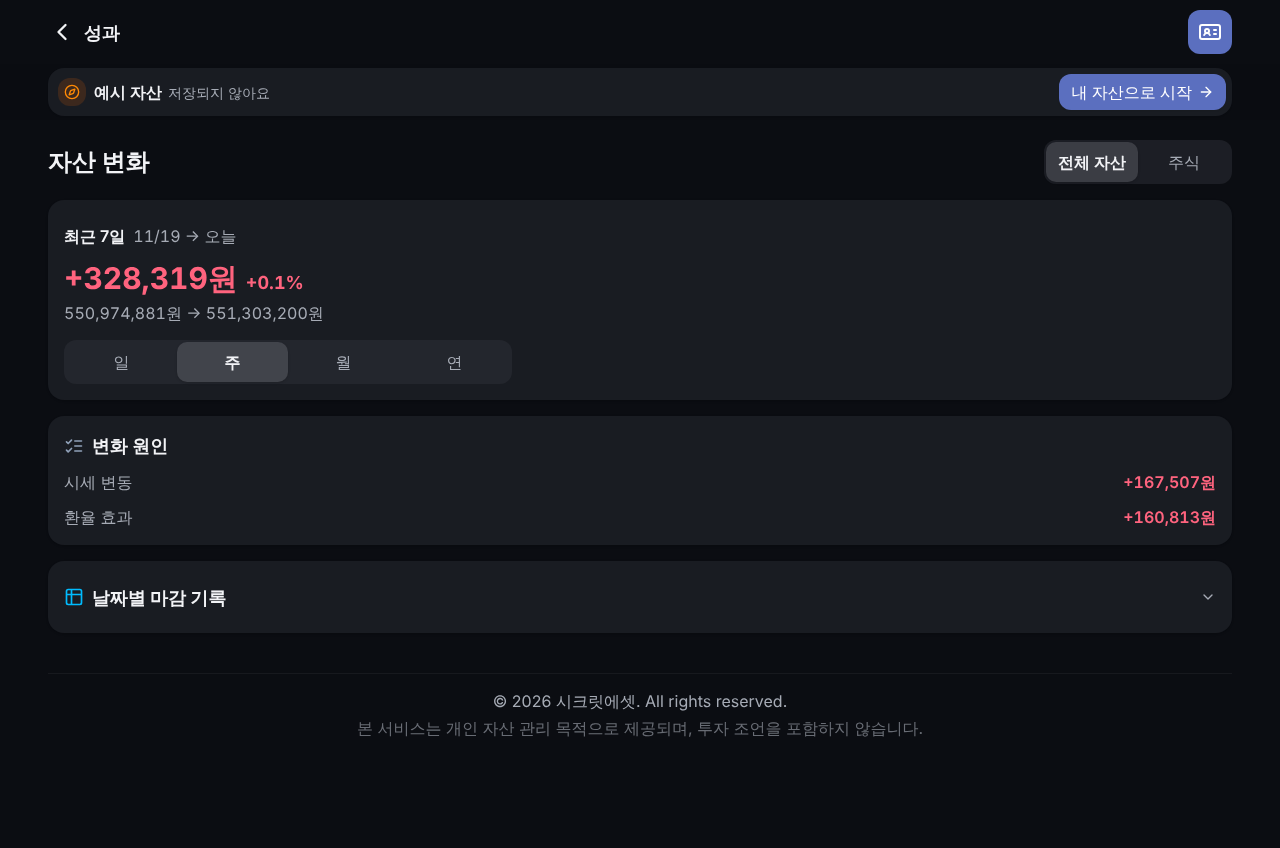 성과
예시 자산 저장되지 않아요
내 자산으로 시작 →
자산 변화
전체 자산 주식
최근 7일 11/19 → 오늘
+328,319원 +0.1%
550,974,881원 → 551,303,200원
일 주 월 연
변화 원인
시세 변동 +167,507원
환율 효과 +160,813원
날짜별 마감 기록
© 2026 시크릿에셋. All rights reserved.
본 서비스는 개인 자산 관리 목적으로 제공되며, 투자 조언을 포함하지 않습니다.